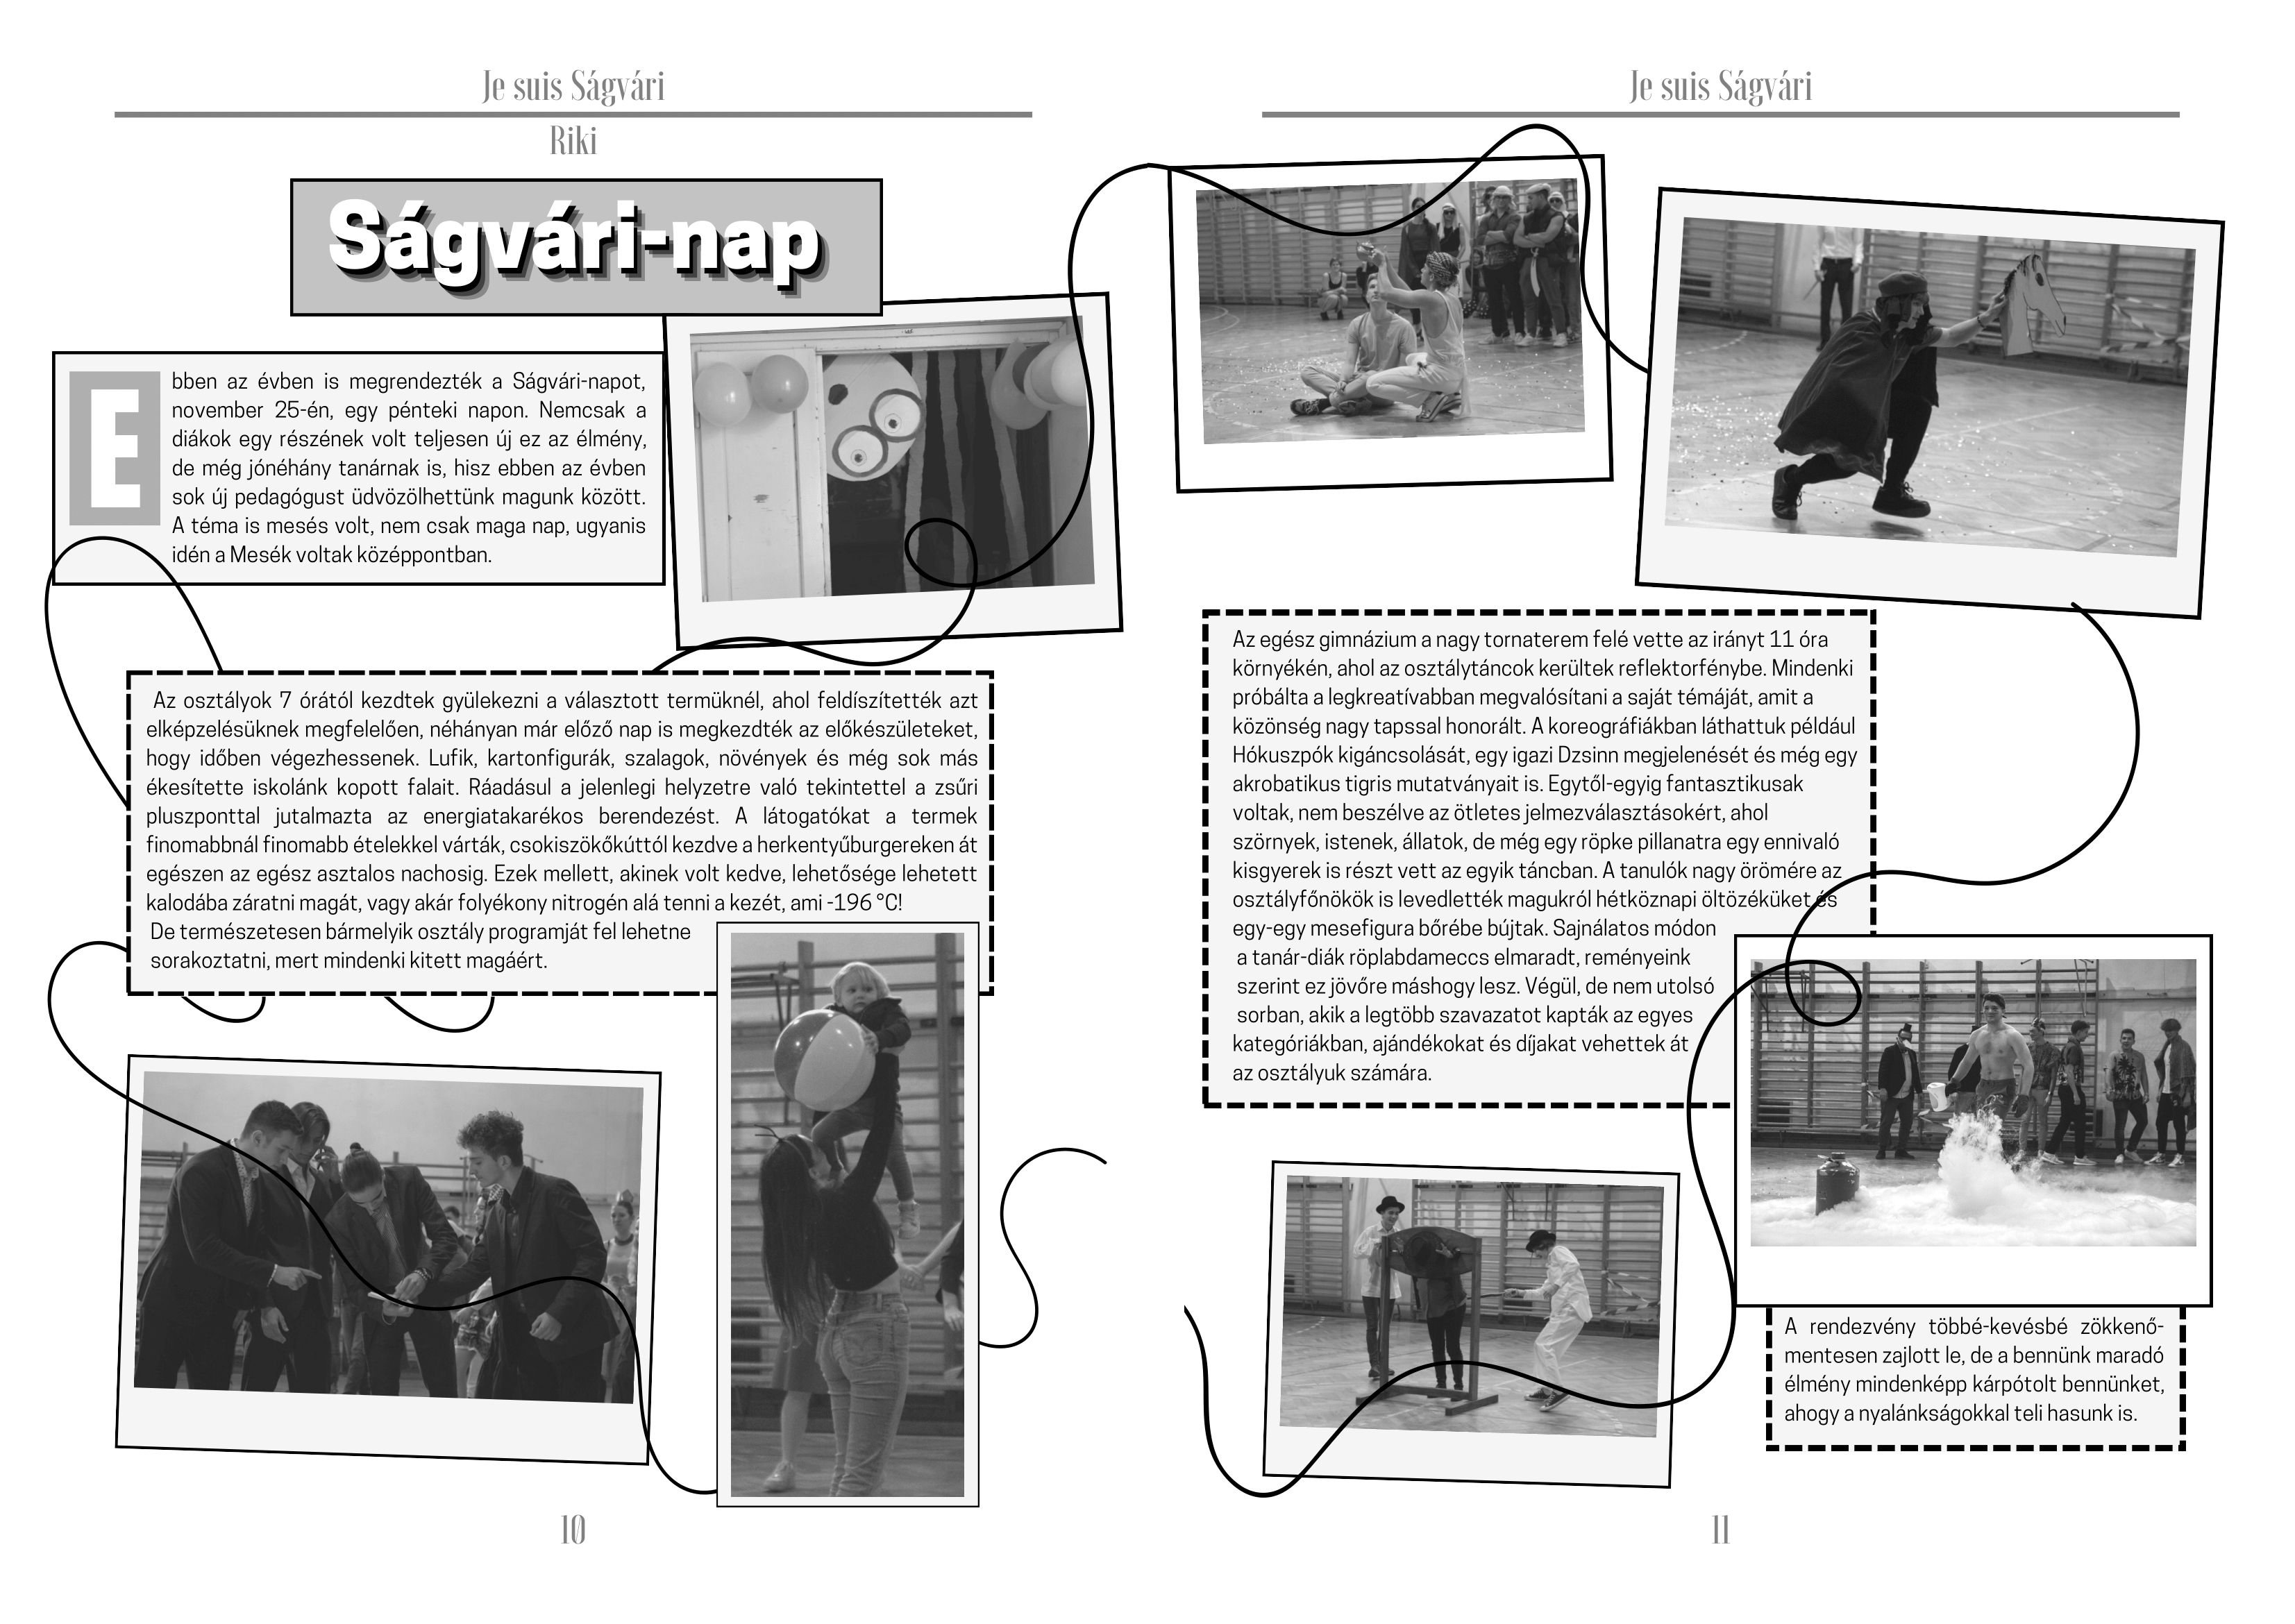 Je suis Ságvári
Riki
Ságvári-nap
Ebben az évben is megrendezték a Ságvári-napot,
november 25-én, egy pénteki napon. Nemcsak a
diákok egy részének volt teljesen új ez az élmény,
de még jónéhány tanárnak is, hisz ebben az évben
sok új pedagógust üdvözölhettünk magunk között.
A téma is mesés volt, nem csak maga nap, ugyanis
idén a Mesék voltak középpontban.
Az osztályok 7 órától kezdtek gyülekezni a választott termüknél, ahol feldíszítették azt
elképzelésüknek megfelelően, néhányan már előző nap is megkezdték az előkészületeket,
hogy időben végezhessenek. Lufik, kartonfigurák, szalagok, növények és még sok más
ékesítette iskolánk kopott falait. Ráadásul a jelenlegi helyzetre való tekintettel a zsűri
pluszponttal jutalmazta az energiatakarékos berendezést. A látogatókat a termek
finomabbnál finomabb ételekkel várták, csokiszökőkúttól kezdve a herkentyűburgereken át
egészen az egész asztalos nachosig. Ezek mellett, akinek volt kedve, lehetősége lehetett
kalodába záratni magát, vagy akár folyékony nitrogén alá tenni a kezét, ami -196 °C!
De természetesen bármelyik osztály programját fel lehetne
sorakoztatni, mert mindenki kitett magáért.
10
Je suis Ságvári
Az egész gimnázium a nagy tornaterem felé vette az irányt 11 óra
környékén, ahol az osztálytáncok kerültek reflektorfénybe. Mindenki
próbálta a legkreatívabban megvalósítani a saját témáját, amit a
közönség nagy tapssal honorált. A koreográfiákban láthattuk például
Hókuszpók kigáncsolását, egy igazi Dzsinn megjelenését és még egy
akrobatikus tigris mutatványait is. Egytől-egyig fantasztikusak
voltak, nem beszélve az ötletes jelmezválasztásokért, ahol
szörnyek, istenek, állatok, de még egy röpke pillanatra egy ennivaló
kisgyerek is részt vett az egyik táncban. A tanulók nagy örömére az
osztályfőnökök is levedlették magukról hétköznapi öltözéküket és
egy-egy mesefigura bőrébe bújtak. Sajnálatos módon
a tanár-diák röplabdameccs elmaradt, reményeink
szerint ez jövőre máshogy lesz. Végül, de nem utolsó
sorban, akik a legtöbb szavazatot kapták az egyes
kategóriákban, ajándékokat és díjakat vehettek át
az osztályuk számára.
A rendezvény többé-kevésbé zökkenő-
mentesen zajlott le, de a bennünk maradó
élmény mindenképp kárpótolt bennünket,
ahogy a nyalánkságokkal teli hasunk is.
11